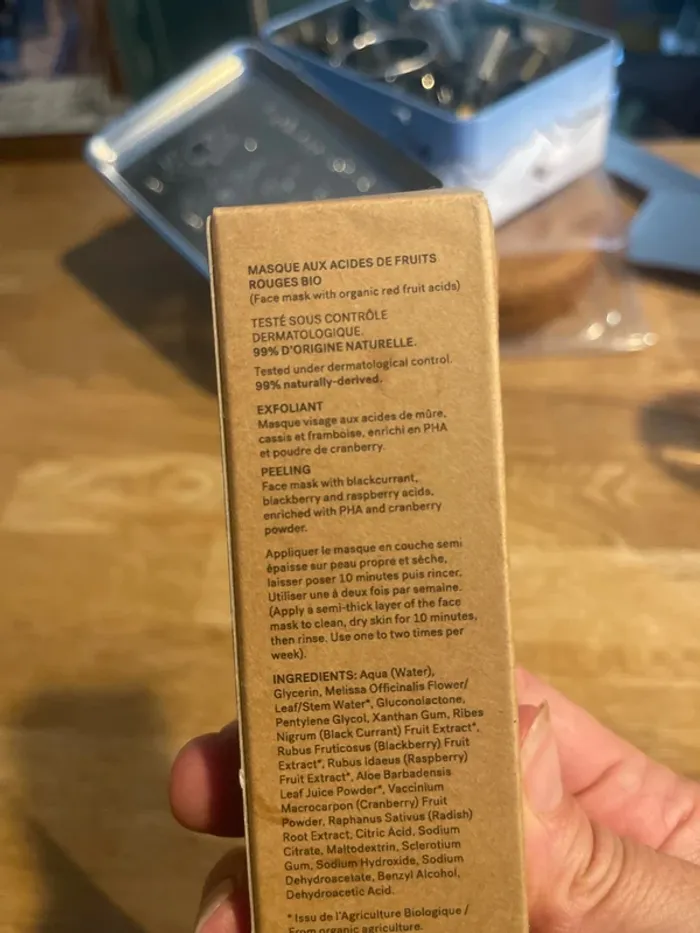 MASQUE AUX ACIDES DE FRUITS
ROUGES BIO
(Face mask with organic red fruit acids)
TESTÉ SOUS CONTRÔLE
DERMATOLOGIQUE.
99% D'ORIGINE NATURELLE.
Tested under dermatological control.
99% naturally-derived.
EXFOLIANT
Masque visage aux acides de mûre,
cassis et framboise, enrichi en PHA
et poudre de cranberry.
PEELING
Face mask with blackcurrant,
blackberry and raspberry acids,
enriched with PHA and cranberry
powder.
Appliquer le masque en couche semi
épaisse sur peau propre et sèche,
laisser poser 10 minutes puis rincer.
Utiliser une à deux fois par semaine.
(Apply a semi-thick layer of the face
mask to clean, dry skin for 10 minutes,
then rinse. Use one to two times per
week).
INGREDIENTS: Aqua (Water),
Glycerin, Melissa Officinalis Flower/
Leaf/Stem Water*, Gluconolactone,
Pentylene Glycol, Xanthan Gum, Ribes
Nigrum (Black Currant) Fruit Extract*,
Rubus Fruticosus (Blackberry) Fruit
Extract*, Rubus Idaeus (Raspberry)
Fruit Extract*, Aloe Barbadensis
Leaf Juice Powder*, Vaccinium
Macrocarpon (Cranberry) Fruit
Powder, Raphanus Sativus (Radish)
Root Extract, Citric Acid, Sodium
Citrate, Maltodextrin, Sclerotium
Gum, Sodium Hydroxide, Sodium
Dehydroacetate, Benzyl Alcohol,
Dehydroacetic Acid.
* Issu de l'Agriculture Biologique /
From organic agriculture.